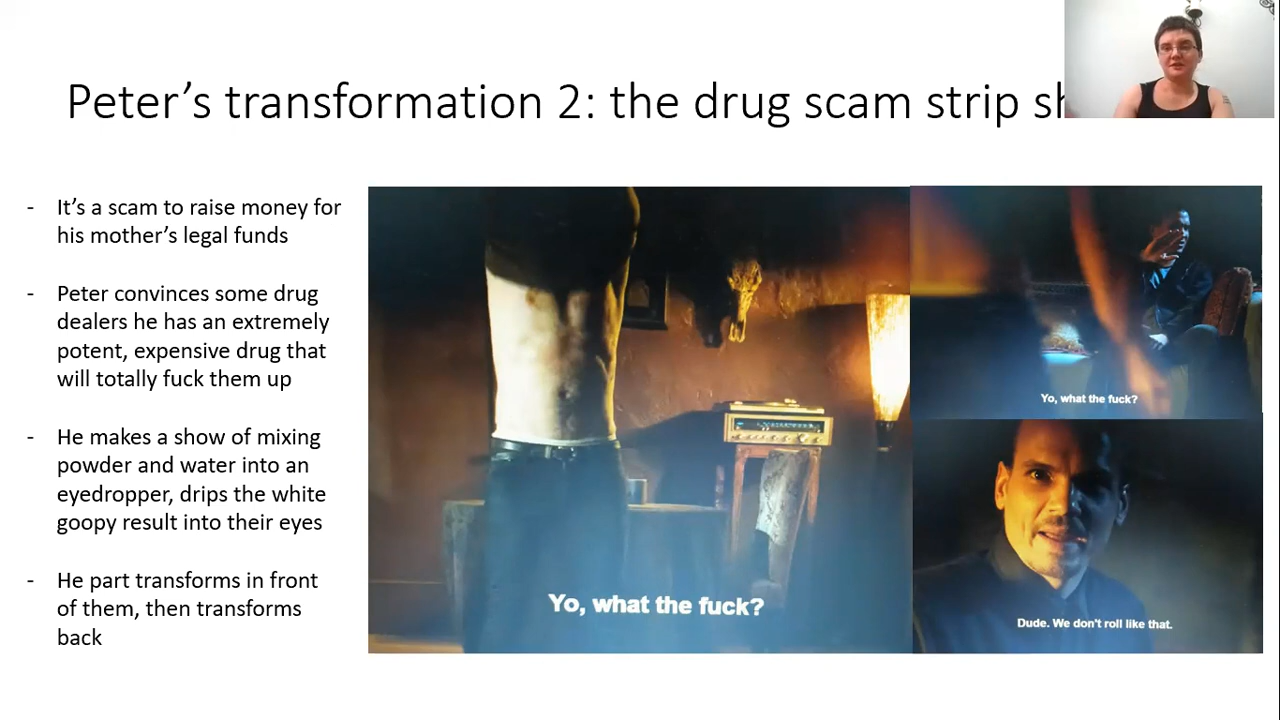 Peter's transformation 2: the drug scam strip
- It's a scam to raise money for
his mother's legal funds
- Peter convinces some drug
dealers he has an extremely
potent, expensive drug that
will totally fuck them up
- He makes a show of mixing
powder and water into an
eyedropper, drips the white
goopy result into their eyes
- He part transforms in front
of them, then transforms
back
Yo, what the fuck?
Yo, what the fuck?
Dude. We don't roll like that.